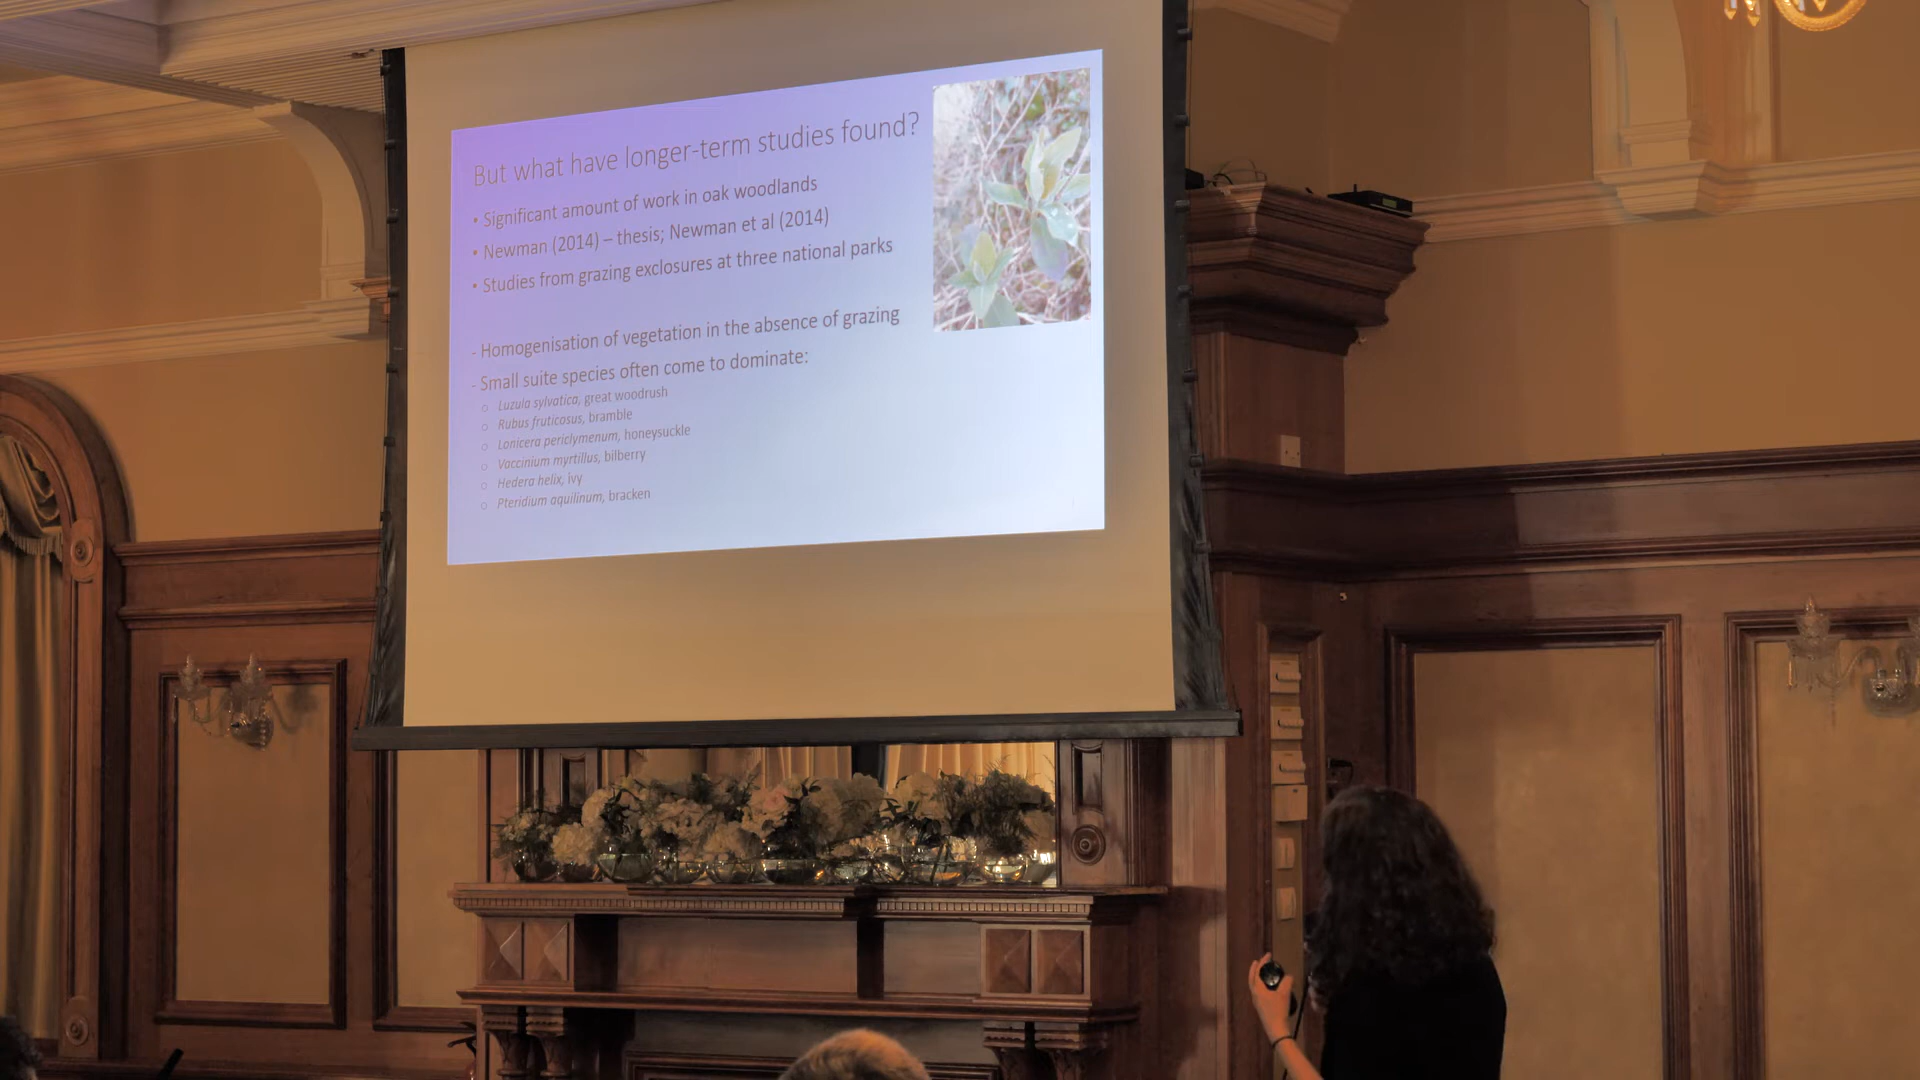 But what have longer-term studies found?
• Significant amount of work in oak woodlands
• Newman (2014) – thesis; Newman et al (2014)
• Studies from grazing exclosures at three national parks
- Homogenisation of vegetation in the absence of grazing
- Small suite species often come to dominate:
○ Luzula sylvatica, great woodrush
○ Rubus fruticosus, bramble
○ Lonicera periclymenum, honeysuckle
○ Vaccinium myrtillus, bilberry
○ Hedera helix, ivy
○ Pteridium aquilinum, bracken